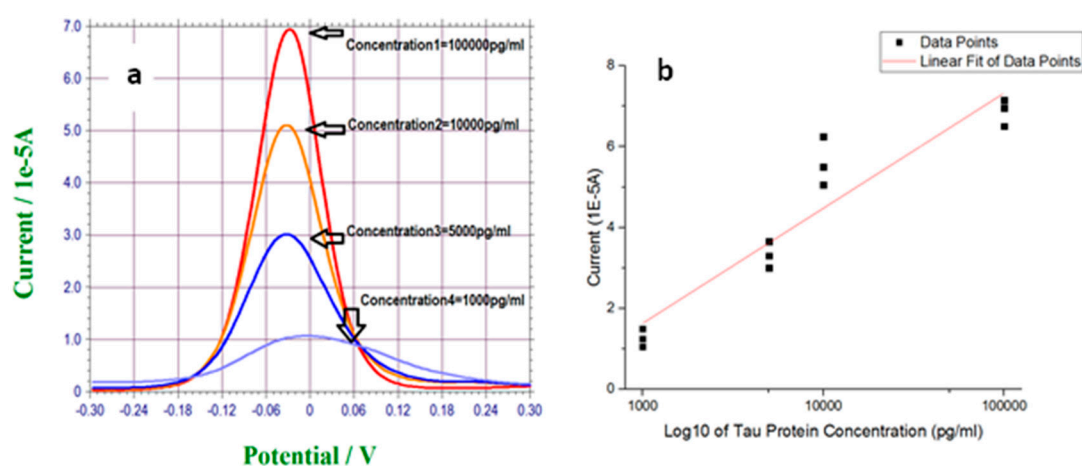 a
7.0
6.0
5.0
4.0
3.0
2.0
1.0
0
-0.30 -0.24 -0.18 -0.12 -0.06 0 0.06 0.12 0.18 0.24 0.30
Current / 1e-5A
Potential / V
Concentration1=100000pg/ml
Concentration2=10000pg/ml
Concentration3=5000pg/ml
Concentration4=1000pg/ml
b
Data Points
Linear Fit of Data Points
8
6
4
2
0
1000 10000 100000
Current (1E-5A)
Log10 of Tau Protein Concentration (pg/ml)